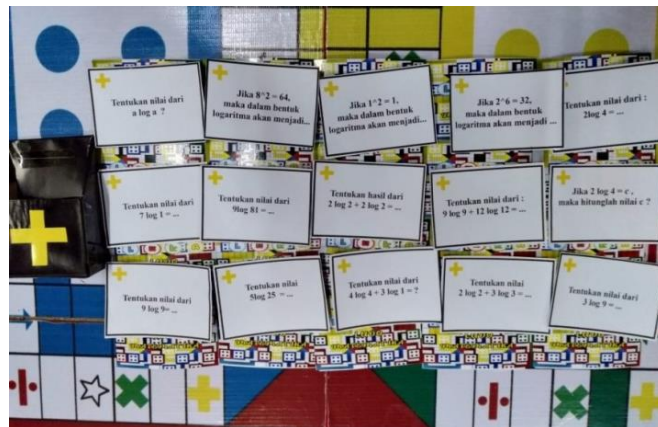 Tentukan nilai dari
a log a ?
Jika 8^2 = 64,
maka dalam bentuk
logaritma akan menjadi...
Jika 1^2 = 1,
maka dalam bentuk
logaritma akan menjadi...
Jika 2^6 = 32,
maka dalam bentuk
logaritma akan menjadi ...
Tentukan nilai dari :
2log 4 = ...
Tentukan nilai dari
7 log 1 = ...
Tentukan nilai dari
9log 81 = ...
Tentukan hasil dari
2 log 2 + 2 log 2 = ...
Tentukan nilai dari :
9 log 9 + 12 log 12 = ...
Jika 2 log 4 = c ,
maka hitunglah nilai c ?
Tentukan nilai dari
9 log 9= ...
Tentukan nilai
5log 25 = ...
Tentukan nilai dari
4 log 4 + 3 log 1 = ?
Tentukan nilai
2 log 2 + 3 log 3 = ...
Tentukan nilai dari
3 log 9 = ...